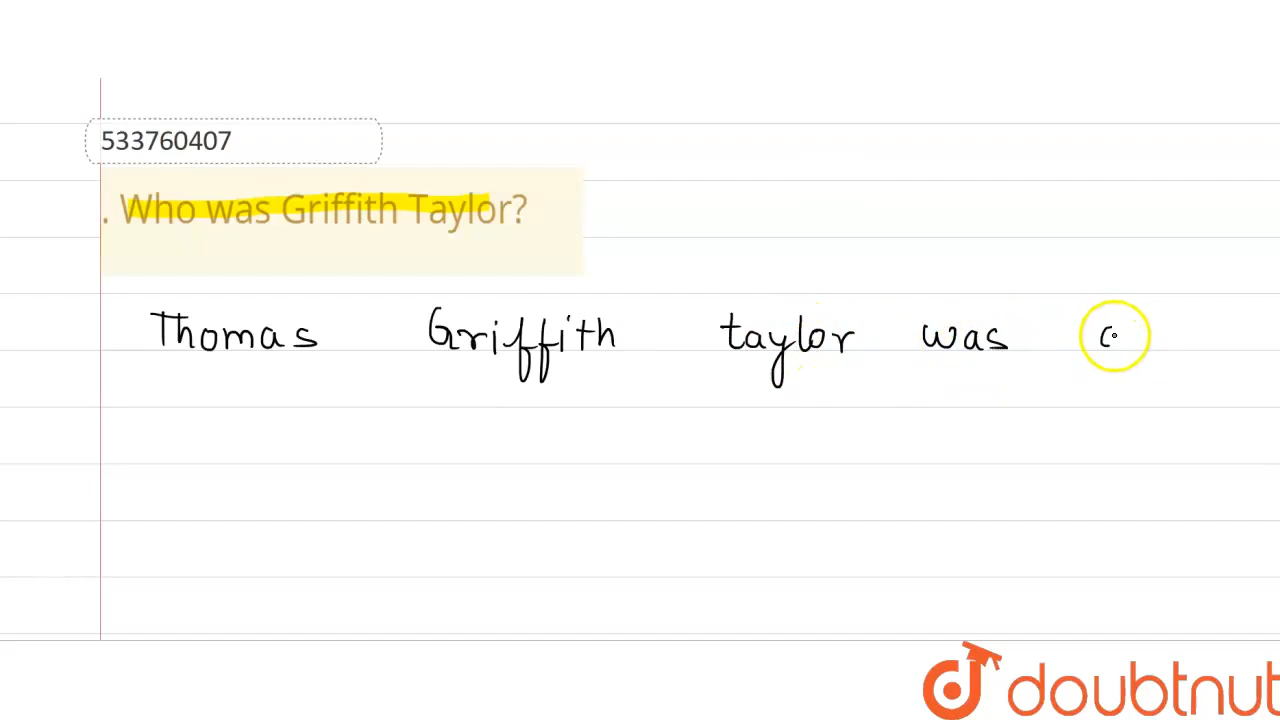 533760407
. Who was Griffith Taylor?
Thomas Griffith taylor was
doubtnut